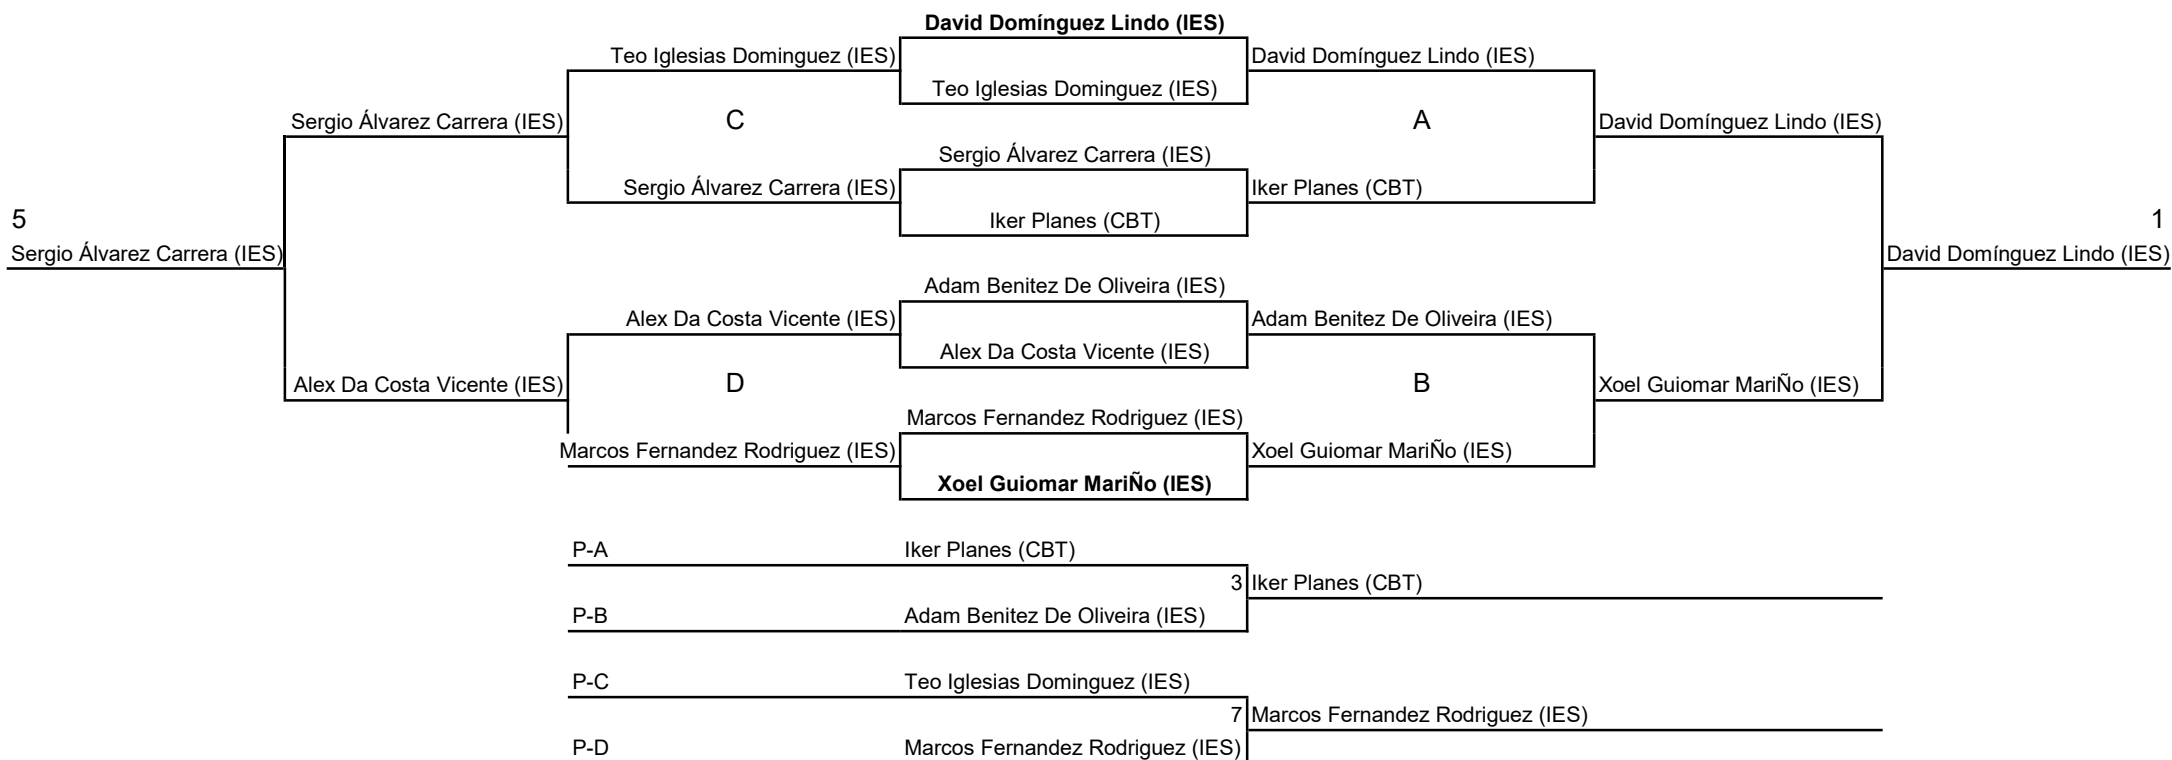 David Domínguez Lindo (IES)
Teo Iglesias Dominguez (IES)
David Domínguez Lindo (IES)
Teo Iglesias Dominguez (IES)
Sergio Álvarez Carrera (IES)
C
A
David Domínguez Lindo (IES)
Sergio Álvarez Carrera (IES)
Sergio Álvarez Carrera (IES)
Iker Planes (CBT)
5
Iker Planes (CBT)
1
Sergio Álvarez Carrera (IES)
David Domínguez Lindo (IES)
Adam Benitez De Oliveira (IES)
Alex Da Costa Vicente (IES)
Adam Benitez De Oliveira (IES)
Alex Da Costa Vicente (IES)
Alex Da Costa Vicente (IES)
D
B
Xoel Guiomar MariÑo (IES)
Marcos Fernandez Rodriguez (IES)
Marcos Fernandez Rodriguez (IES)
Xoel Guiomar MariÑo (IES)
Xoel Guiomar MariÑo (IES)
P-A Iker Planes (CBT)
3 Iker Planes (CBT)
P-B Adam Benitez De Oliveira (IES)
P-C Teo Iglesias Dominguez (IES)
7 Marcos Fernandez Rodriguez (IES)
P-D Marcos Fernandez Rodriguez (IES)